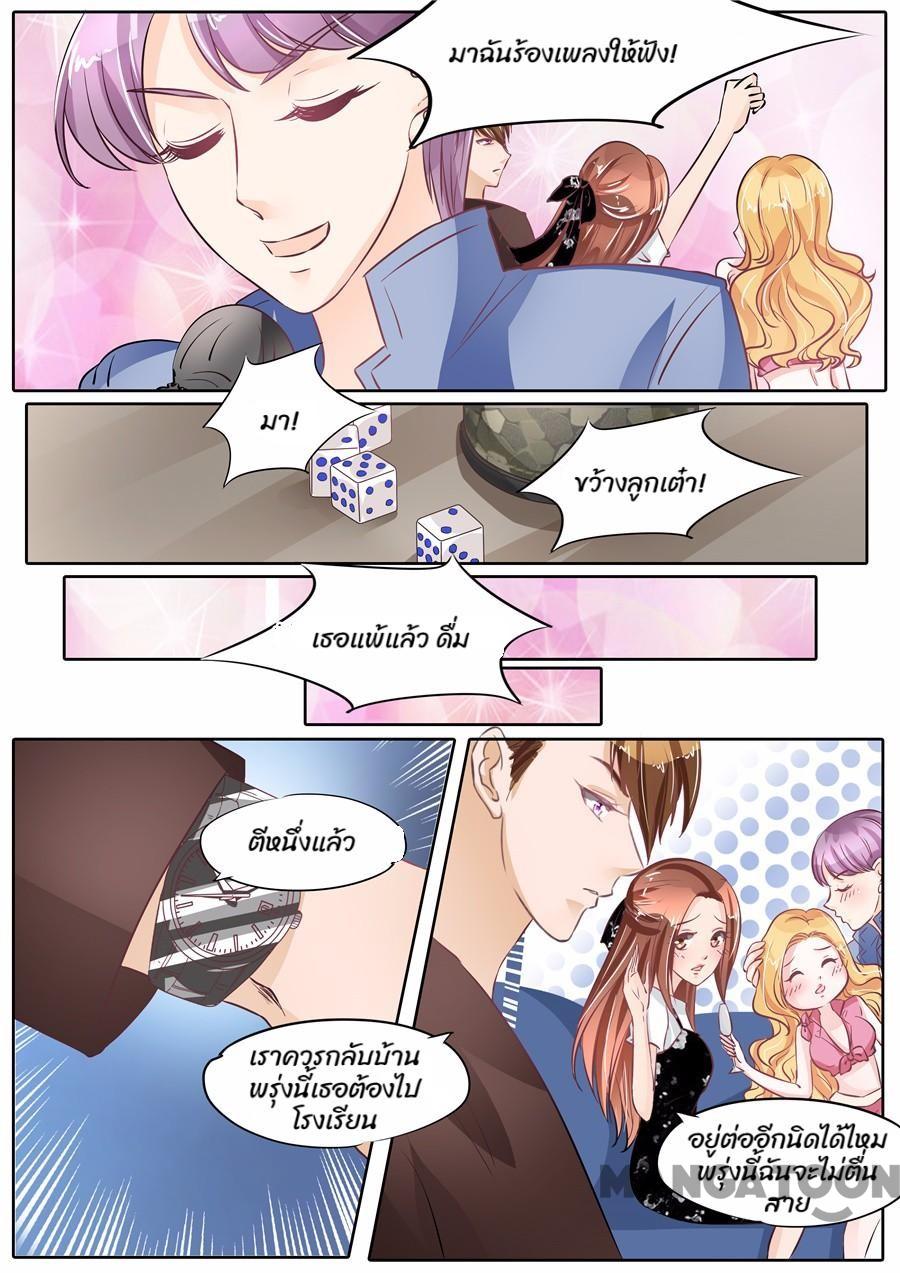 มาฉันร้องเพลงให้ฟัง!
มา!
ขว้างลูกเต๋า!
เธอแพ้แล้ว ดื่ม
ตีหนึ่งแล้ว
เราควรกลับบ้าน
พรุ่งนี้เธอต้องไป
โรงเรียน
อยู่ต่ออีกนิดได้ไหม
พรุ่งนี้ฉันจะไม่ตื่น
สาย
MANGATOON